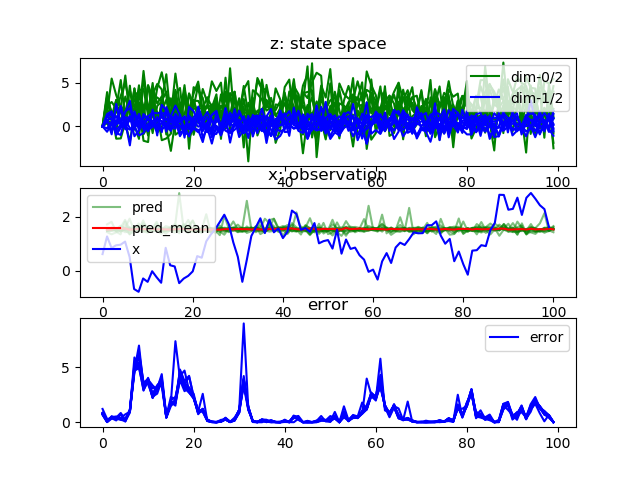 z: state space
5
0
dim-0/2
dim-1/2
0 20 40 60 80 100
x: observation
2
0
pred
pred_mean
x
0 20 40 60 80 100
error
5
0
error
0 20 40 60 80 100